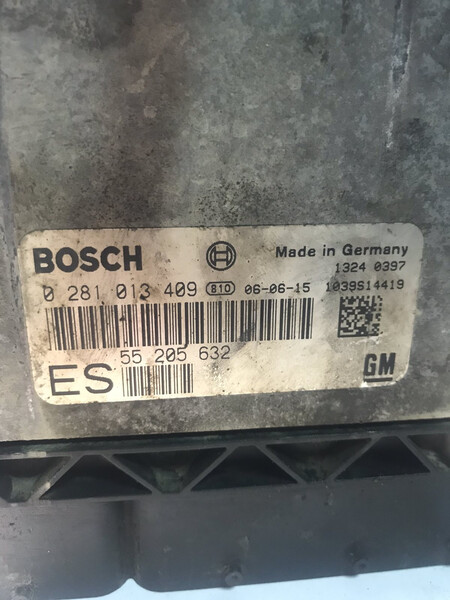 BOSCH Made in Germany
1324 0397
0 281 013 409 810 06-06-15 1039S14419
55 205 632
ES
GM